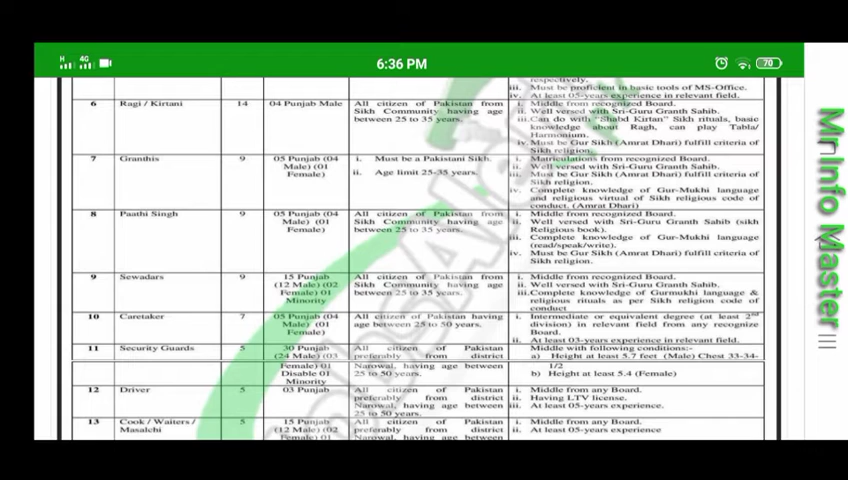 H 4G 6:36 PM 70
respectively.
iii. Must be proficient in basic tools of MS-Office.
iv. At least 05-years experience in relevant field.
6 Ragi / Kirtani 14 04 Punjab Male All citizen of Pakistan from i. Middle from recognized Board.
Sikh Community having age ii. Well versed with Sri-Guru Granth Sahib.
between 25 to 35 years. iii. Can do with "Shabd Kirtan" Sikh rituals, basic
knowledge about Ragh, can play Tabla/
Harmonium.
iv. Must be Gur Sikh (Amrat Dhari) fulfill criteria of
Sikh religion.
7 Granthis 9 05 Punjab (04 i. Must be a Pakistani Sikh. i. Matriculations from recognized Board.
Male) (01 ii. Age limit 25-35 years. ii. Well versed with Sri-Guru Granth Sahib.
Female) iii. Must be Gur Sikh (Amrat Dhari) fulfill criteria of
Sikh religion.
iv. Complete knowledge of Gur-Mukhi language
and religious virtual of Sikh religious code of
conduct. (Amrat Dhari)
8 Paathi Singh 9 05 Punjab (04 All citizen of Pakistan from i. Middle from recognized Board.
Male) (01 Sikh Community having age ii. Well versed with Sri-Guru Granth Sahib (sikh
Female) between 25 to 35 years. Religious book).
iii. Complete knowledge of Gur-Mukhi language
(read/speak/write).
iv. Must be Gur Sikh (Amrat Dhari) fulfill criteria of
Sikh religion.
9 Sewadars 9 15 Punjab All citizen of Pakistan from i. Middle from recognized Board.
(12 Male) (02 Sikh Community having age ii. Well versed with Sri-Guru Granth Sahib.
Female) 01 between 25 to 35 years. iii. Complete knowledge of Gurmukhi language &
Minority religious rituals as per Sikh religion code of
conduct
10 Caretaker 7 05 Punjab (04 All citizen of Pakistan having i. Intermediate or equivalent degree (at least 2nd
Male) (01 age between 25 to 50 years. division) in relevant field from any recognize
Female) Board.
ii. At least 03-years experience in relevant field.
11 Security Guards 5 30 Punjab All citizen of Pakistan Middle with following conditions:-
(24 Male) (03 preferably from district a) Height at least 5.7 feet (Male) Chest 33-34-
Female) 01 Narowal, having age between 1/2
Disable 01 25 to 50 years. b) Height at least 5.4 (Female)
Minority
12 Driver 5 03 Punjab All citizen of Pakistan i. Middle from any Board.
preferably from district ii. Having LTV license.
Narowal, having age between iii. At least 05-years experience.
25 to 50 years.
13 Cook / Waiters / 5 15 Punjab All citizen of Pakistan i. Middle from any Board.
Masalchi (12 Male) (02 preferably from district ii. At least 05-years experience
Female) 01 Narowal, having age between
Mr Info Master